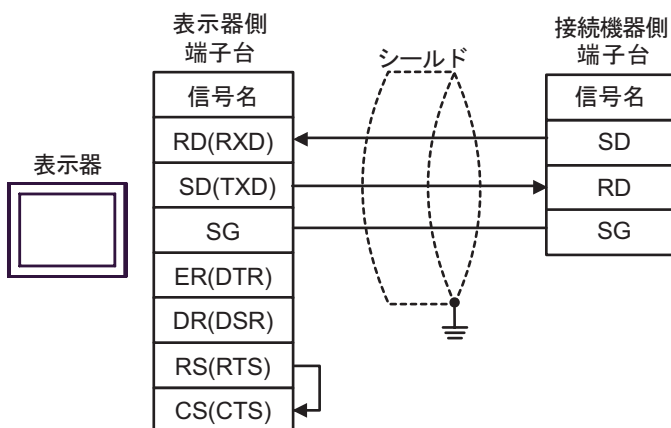 表示器側
端子台
信号名
RD(RXD)
SD(TXD)
SG
ER(DTR)
DR(DSR)
RS(RTS)
CS(CTS)
表示器
シールド
接続機器側
端子台
信号名
SD
RD
SG